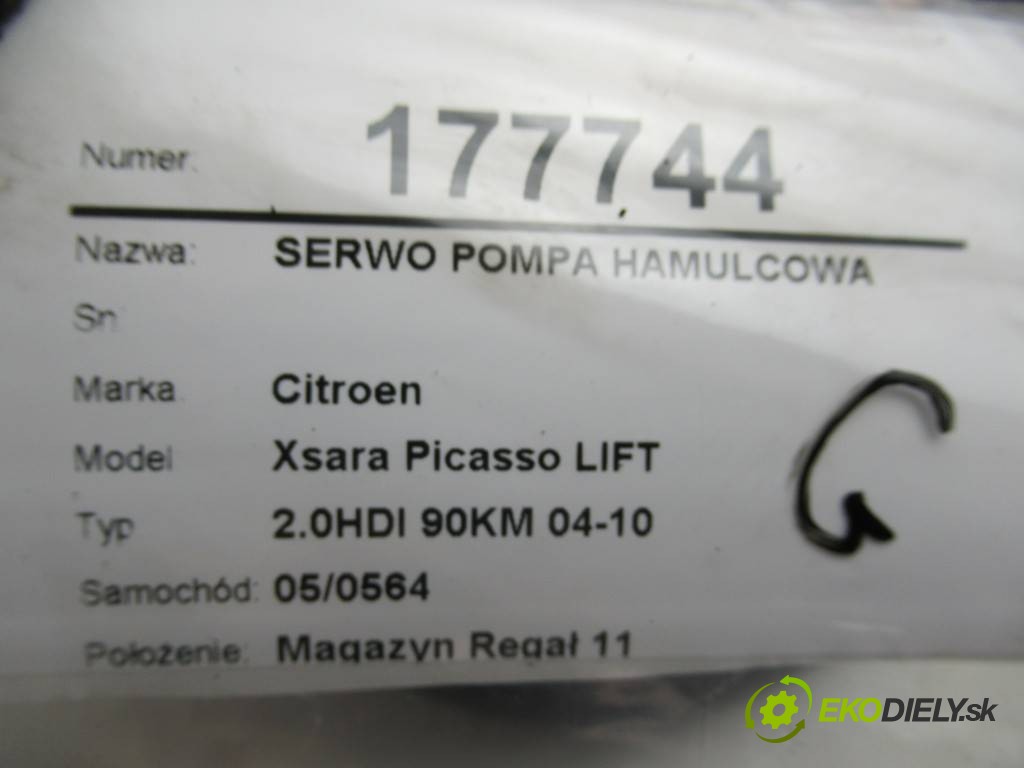 Numer: 177744
Nazwa: SERWO POMPA HAMULCOWA
Sn
Marka Citroen
Model Xsara Picasso LIFT
Typ 2.0HDI 90KM 04-10
Samochód: 05/0564
Położenie: Magazyn Regał 11
G
EKODIELY.sk